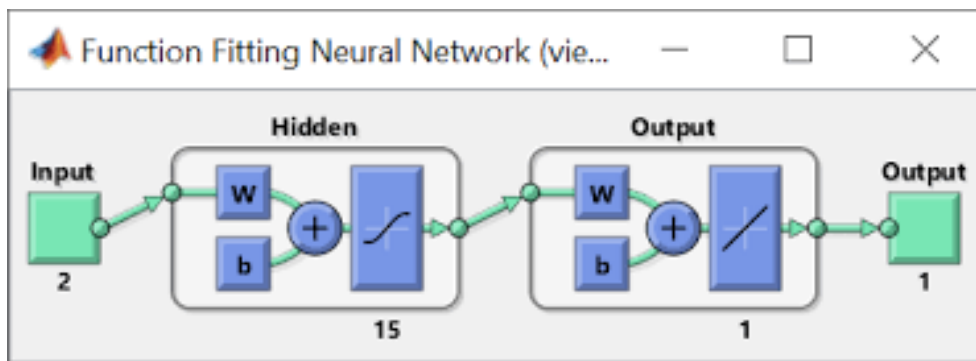 Function Fitting Neural Network (vie...
Hidden
Output
Input
Output
W
W
+
+
b
b
2
1
15
1